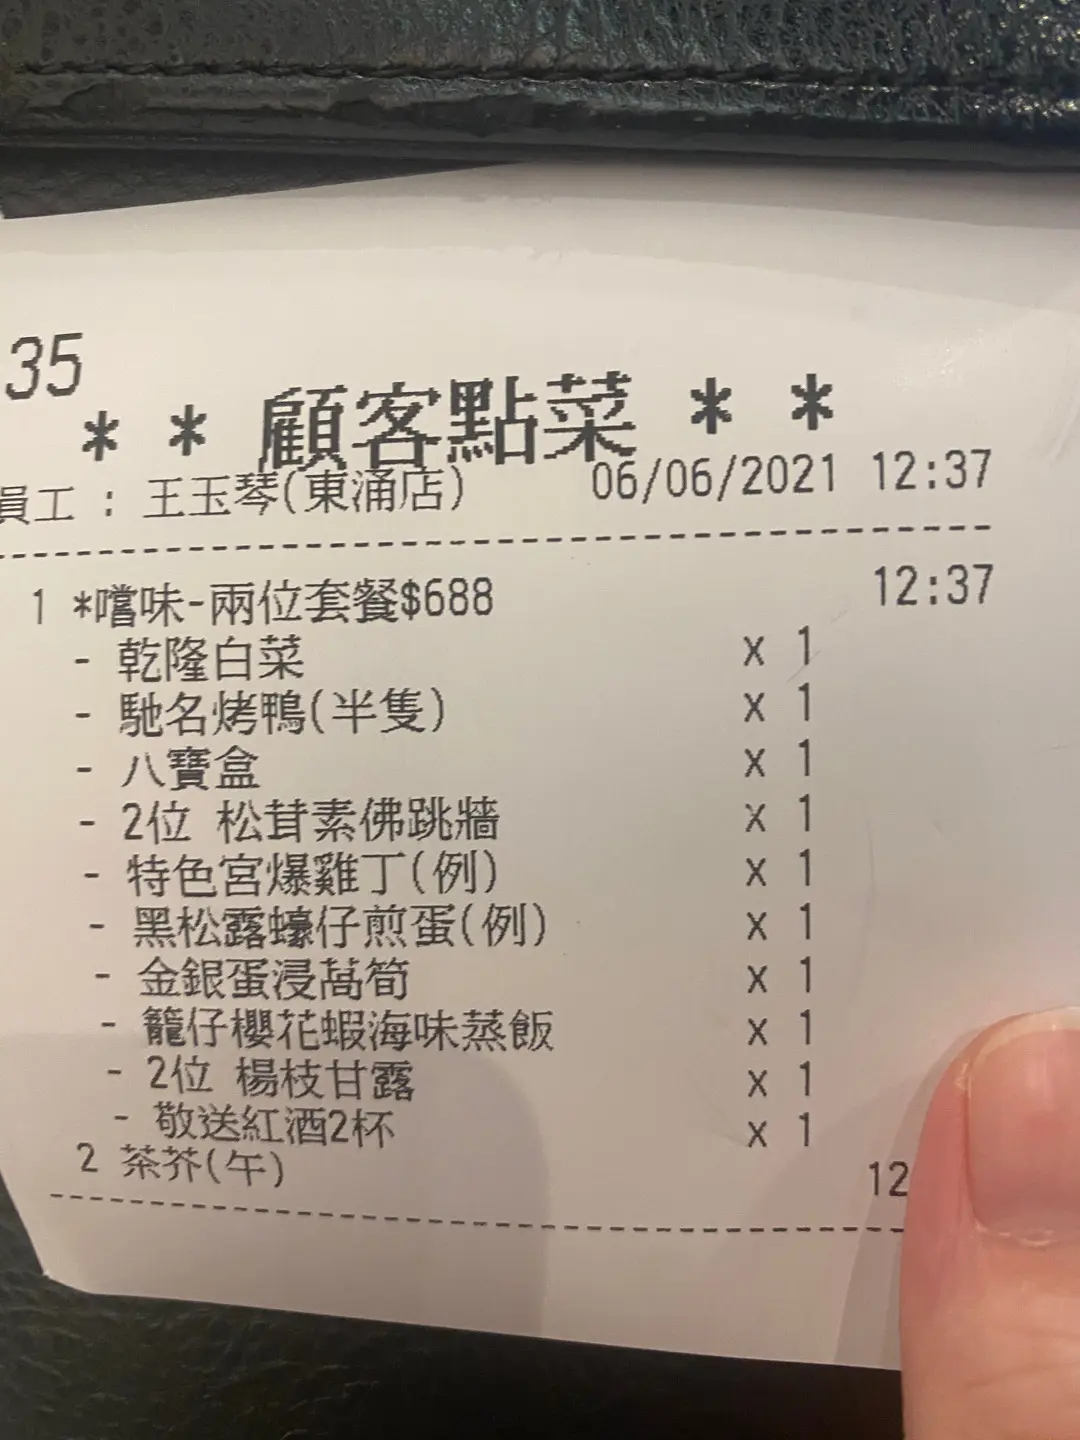 35
* * 顧客點菜 * *
員工 : 王玉琴(東涌店) 06/06/2021 12:37
1 *嚐味-兩位套餐$688 12:37
- 乾隆白菜 x 1
- 馳名烤鴨(半隻) x 1
- 八寶盒 x 1
- 2位 松茸素佛跳牆 x 1
- 特色宮爆雞丁(例) x 1
- 黑松露蠔仔煎蛋(例) x 1
- 金銀蛋浸萵筍 x 1
- 籠仔櫻花蝦海味蒸飯 x 1
- 2位 楊枝甘露 x 1
- 敬送紅酒2杯 x 1
2 茶芥(午) 12